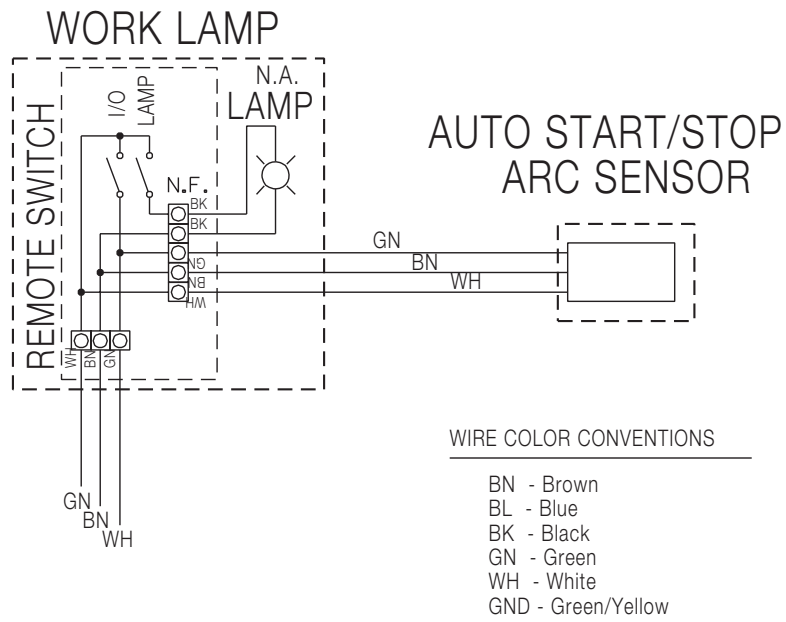 WORK LAMP
REMOTE SWITCH
I/O
LAMP
N.A.
LAMP
N.F.
BK
BK
GN
BN
WH
WH
BN
GN
GN
BN
WH
AUTO START/STOP
ARC SENSOR
GN
BN
WH
WIRE COLOR CONVENTIONS
BN - Brown
BL - Blue
BK - Black
GN - Green
WH - White
GND - Green/Yellow